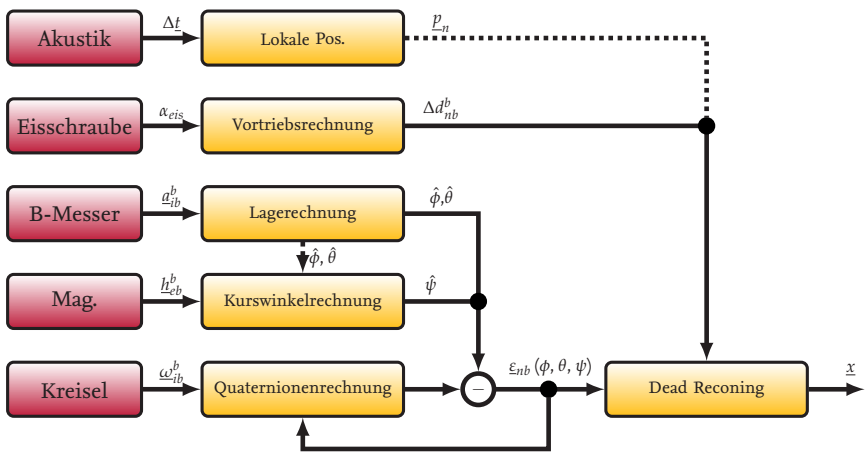 Akustik
Δt
Lokale Pos.
p_n
Eisschraube
α_eis
Vortriebsrechnung
Δd^b_nb
B-Messer
a^b_ib
Lagerechnung
ϕ̂,θ̂
ϕ̂, θ̂
Mag.
h^b_eb
Kurswinkelrechnung
ψ̂
Kreisel
ω^b_ib
Quaternionenrechnung
−
ε_nb (ϕ, θ, ψ)
Dead Reconing
x